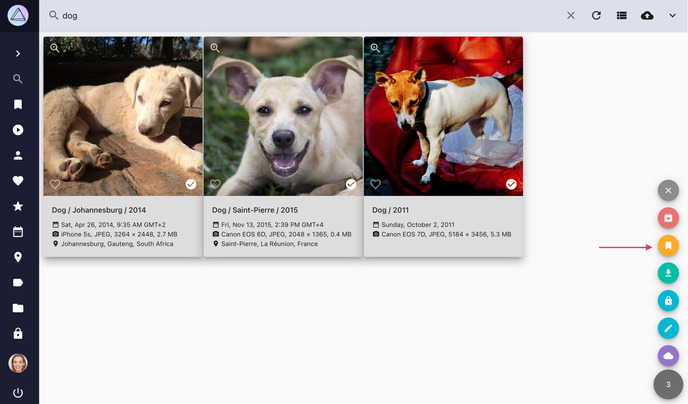 dog
Dog / Johannesburg / 2014
Sat, Apr 26, 2014, 9:35 AM GMT+2
iPhone 5s, JPEG, 3264 × 2448, 2.7 MB
Johannesburg, Gauteng, South Africa
Dog / Saint-Pierre / 2015
Fri, Nov 13, 2015, 2:39 PM GMT+4
Canon EOS 6D, JPEG, 2048 × 1365, 0.4 MB
Saint-Pierre, La Réunion, France
Dog / 2011
Sunday, October 2, 2011
Canon EOS 7D, JPEG, 5184 × 3456, 5.3 MB
3